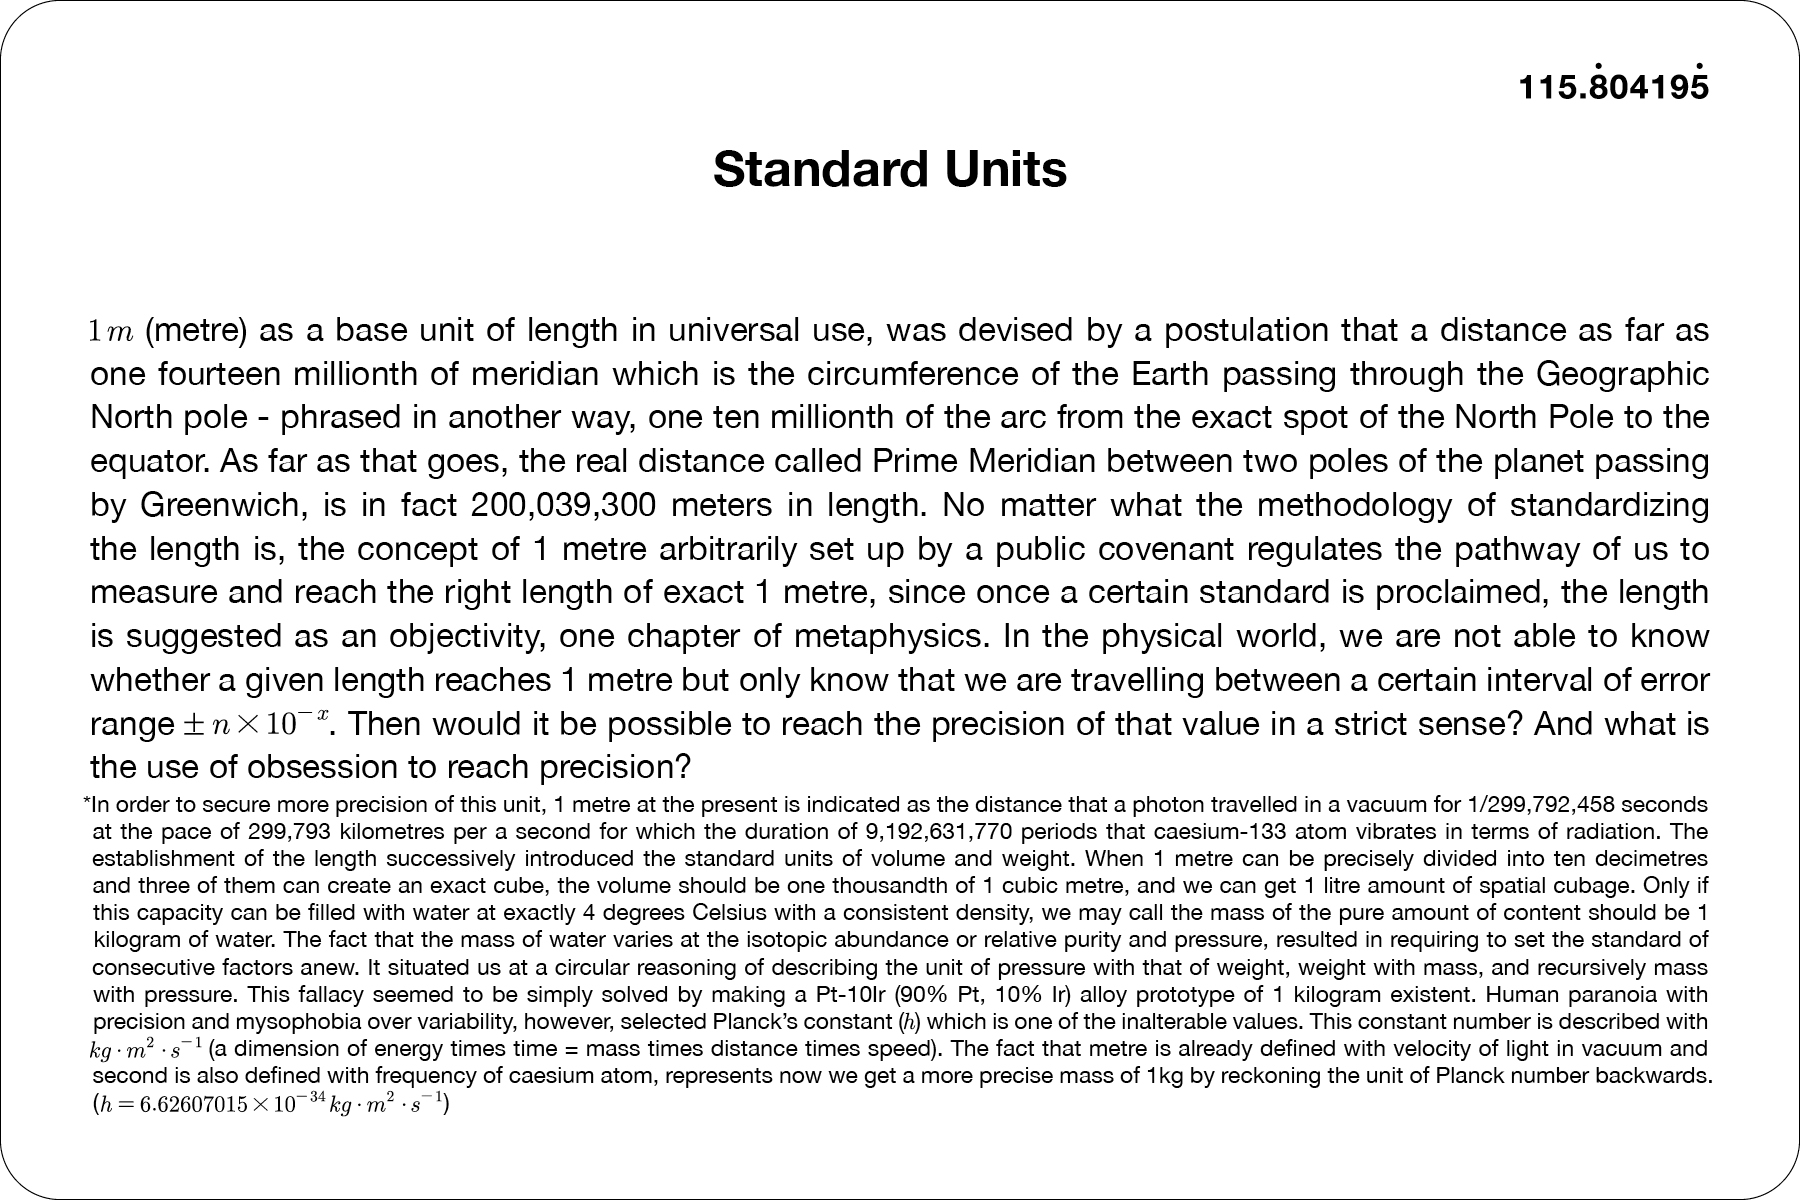 115.8̇04195̇
Standard Units
1 m (metre) as a base unit of length in universal use, was devised by a postulation that a distance as far as
one fourteen millionth of meridian which is the circumference of the Earth passing through the Geographic
North pole - phrased in another way, one ten millionth of the arc from the exact spot of the North Pole to the
equator. As far as that goes, the real distance called Prime Meridian between two poles of the planet passing
by Greenwich, is in fact 200,039,300 meters in length. No matter what the methodology of standardizing
the length is, the concept of 1 metre arbitrarily set up by a public covenant regulates the pathway of us to
measure and reach the right length of exact 1 metre, since once a certain standard is proclaimed, the length
is suggested as an objectivity, one chapter of metaphysics. In the physical world, we are not able to know
whether a given length reaches 1 metre but only know that we are travelling between a certain interval of error
range ± n × 10⁻ˣ. Then would it be possible to reach the precision of that value in a strict sense? And what is
the use of obsession to reach precision?
*In order to secure more precision of this unit, 1 metre at the present is indicated as the distance that a photon travelled in a vacuum for 1/299,792,458 seconds
at the pace of 299,793 kilometres per a second for which the duration of 9,192,631,770 periods that caesium-133 atom vibrates in terms of radiation. The
establishment of the length successively introduced the standard units of volume and weight. When 1 metre can be precisely divided into ten decimetres
and three of them can create an exact cube, the volume should be one thousandth of 1 cubic metre, and we can get 1 litre amount of spatial cubage. Only if
this capacity can be filled with water at exactly 4 degrees Celsius with a consistent density, we may call the mass of the pure amount of content should be 1
kilogram of water. The fact that the mass of water varies at the isotopic abundance or relative purity and pressure, resulted in requiring to set the standard of
consecutive factors anew. It situated us at a circular reasoning of describing the unit of pressure with that of weight, weight with mass, and recursively mass
with pressure. This fallacy seemed to be simply solved by making a Pt-10Ir (90% Pt, 10% Ir) alloy prototype of 1 kilogram existent. Human paranoia with
precision and mysophobia over variability, however, selected Planck’s constant (h) which is one of the inalterable values. This constant number is described with
kg · m² · s⁻¹ (a dimension of energy times time = mass times distance times speed). The fact that metre is already defined with velocity of light in vacuum and
second is also defined with frequency of caesium atom, represents now we get a more precise mass of 1kg by reckoning the unit of Planck number backwards.
(h = 6.62607015 × 10⁻³⁴ kg · m² · s⁻¹)